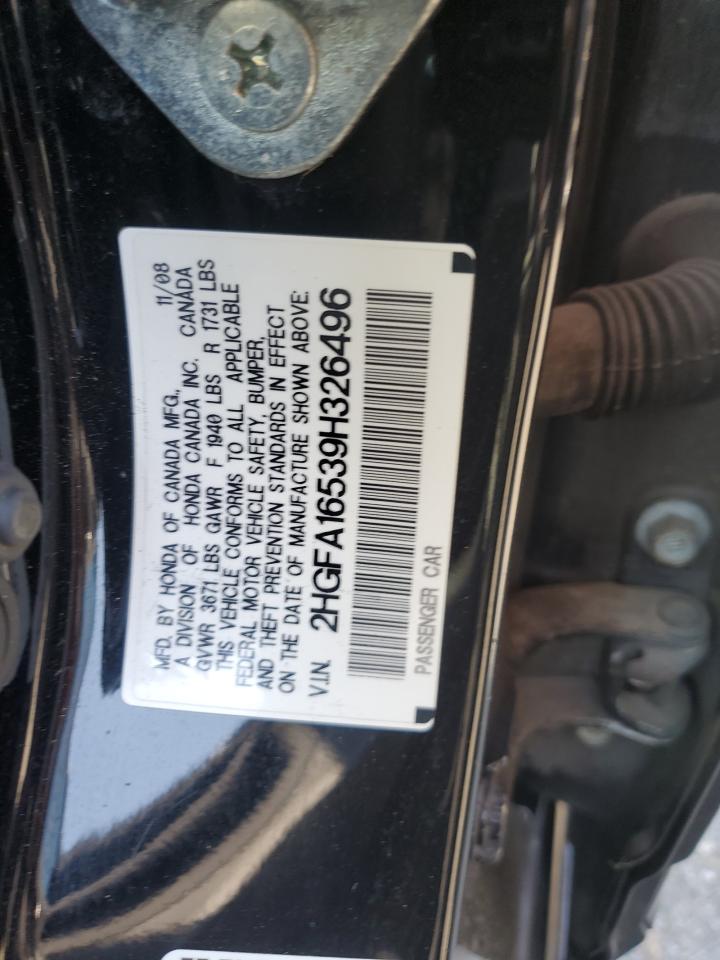 MFD. BY HONDA OF CANADA MFG., 11/08
A DIVISION OF HONDA CANADA INC. CANADA
GVWR 3671 LBS GAWR F 1940 LBS R 1731 LBS
THIS VEHICLE CONFORMS TO ALL APPLICABLE
FEDERAL MOTOR VEHICLE SAFETY, BUMPER,
AND THEFT PREVENTION STANDARDS IN EFFECT
ON THE DATE OF MANUFACTURE SHOWN ABOVE.
V.I.N. 2HGFA16539H326496
PASSENGER CAR